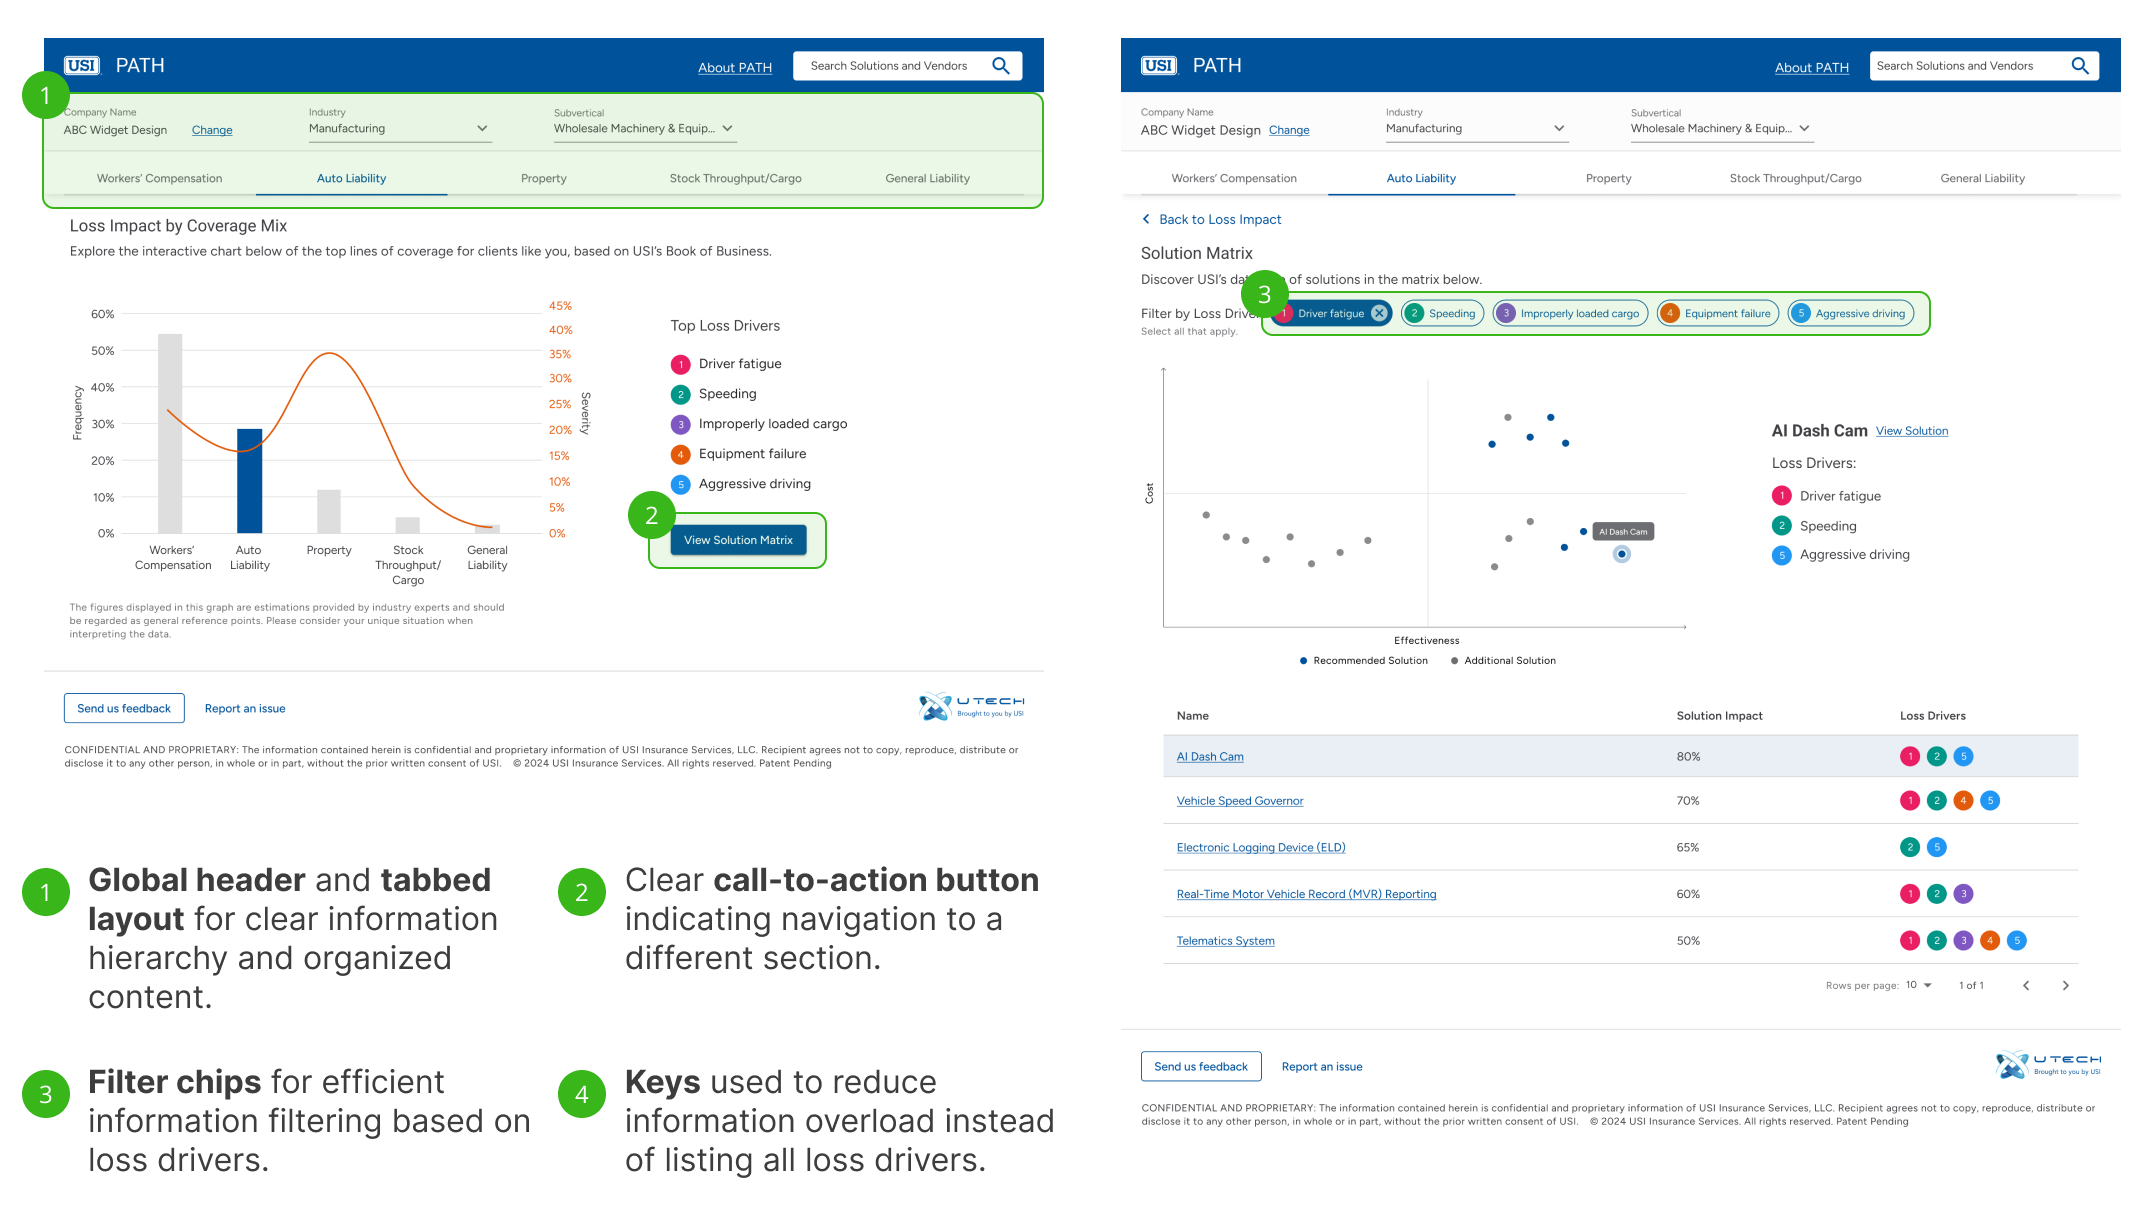 USI PATH
About PATH
Search Solutions and Vendors
1
Company Name
ABC Widget Design Change
Industry
Manufacturing
Subvertical
Wholesale Machinery & Equip...
Workers' Compensation
Auto Liability
Property
Stock Throughput/Cargo
General Liability
Loss Impact by Coverage Mix
Explore the interactive chart below of the top lines of coverage for clients like you, based on USI's Book of Business.
Frequency
60%
50%
40%
30%
20%
10%
0%
45%
40%
35%
30%
25%
20%
15%
10%
5%
0%
Severity
Workers'
Compensation
Auto
Liability
Property
Stock
Throughput/
Cargo
General
Liability
The figures displayed in this graph are estimations provided by industry experts and should
be regarded as general reference points. Please consider your unique situation when
interpreting the data.
Top Loss Drivers
1 Driver fatigue
2 Speeding
3 Improperly loaded cargo
4 Equipment failure
5 Aggressive driving
2
View Solution Matrix
Send us feedback
Report an issue
UTECH
Brought to you by USI
CONFIDENTIAL AND PROPRIETARY: The information contained herein is confidential and proprietary information of USI Insurance Services, LLC. Recipient agrees not to copy, reproduce, distribute or
disclose it to any other person, in whole or in part, without the prior written consent of USI. © 2024 USI Insurance Services. All rights reserved. Patent Pending
1 Global header and tabbed
layout for clear information
hierarchy and organized
content.
2 Clear call-to-action button
indicating navigation to a
different section.
3 Filter chips for efficient
information filtering based on
loss drivers.
4 Keys used to reduce
information overload instead
of listing all loss drivers.
USI PATH
About PATH
Search Solutions and Vendors
Company Name
ABC Widget Design Change
Industry
Manufacturing
Subvertical
Wholesale Machinery & Equip...
Workers' Compensation
Auto Liability
Property
Stock Throughput/Cargo
General Liability
Back to Loss Impact
Solution Matrix
Discover USI's da of solutions in the matrix below.
3
Filter by Loss Drive
Select all that apply.
1 Driver fatigue
2 Speeding
3 Improperly loaded cargo
4 Equipment failure
5 Aggressive driving
Cost
AI Dash Cam
Effectiveness
Recommended Solution
Additional Solution
AI Dash Cam View Solution
Loss Drivers:
1 Driver fatigue
2 Speeding
5 Aggressive driving
Name Solution Impact Loss Drivers
AI Dash Cam 80% 1 2 5
Vehicle Speed Governor 70% 1 2 4 5
Electronic Logging Device (ELD) 65% 2 5
Real-Time Motor Vehicle Record (MVR) Reporting 60% 1 2 3
Telematics System 50% 1 2 3 4 5
Rows per page: 10 1 of 1
Send us feedback
Report an issue
UTECH
Brought to you by USI
CONFIDENTIAL AND PROPRIETARY: The information contained herein is confidential and proprietary information of USI Insurance Services, LLC. Recipient agrees not to copy, reproduce, distribute or
disclose it to any other person, in whole or in part, without the prior written consent of USI. © 2024 USI Insurance Services. All rights reserved. Patent Pending